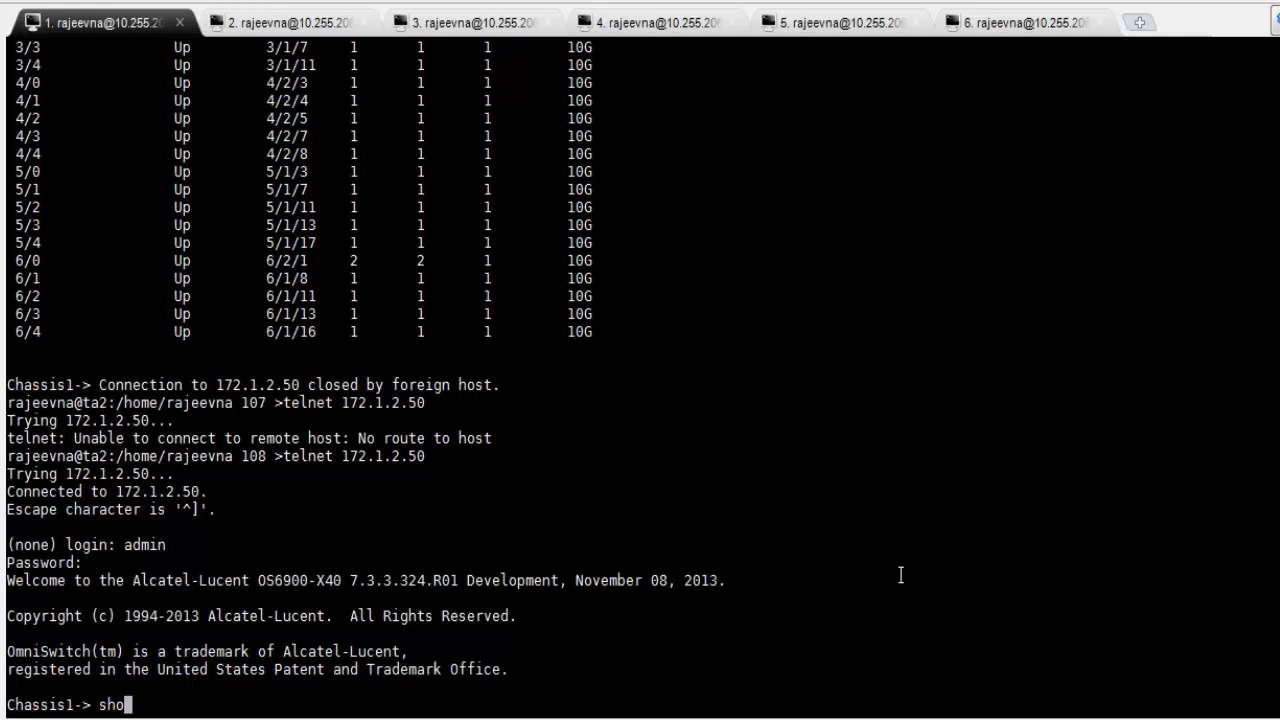 1. rajeevna@10.255.20
2. rajeevna@10.255.20
3. rajeevna@10.255.20
4. rajeevna@10.255.20
5. rajeevna@10.255.20
6. rajeevna@10.255.20
3/3 Up 3/1/7 1 1 1 10G
3/4 Up 3/1/11 1 1 1 10G
4/0 Up 4/2/3 1 1 1 10G
4/1 Up 4/2/4 1 1 1 10G
4/2 Up 4/2/5 1 1 1 10G
4/3 Up 4/2/7 1 1 1 10G
4/4 Up 4/2/8 1 1 1 10G
5/0 Up 5/1/3 1 1 1 10G
5/1 Up 5/1/7 1 1 1 10G
5/2 Up 5/1/11 1 1 1 10G
5/3 Up 5/1/13 1 1 1 10G
5/4 Up 5/1/17 1 1 1 10G
6/0 Up 6/2/1 2 2 1 10G
6/1 Up 6/1/8 1 1 1 10G
6/2 Up 6/1/11 1 1 1 10G
6/3 Up 6/1/13 1 1 1 10G
6/4 Up 6/1/16 1 1 1 10G
Chassis1-> Connection to 172.1.2.50 closed by foreign host.
rajeevna@ta2:/home/rajeevna 107 >telnet 172.1.2.50
Trying 172.1.2.50...
telnet: Unable to connect to remote host: No route to host
rajeevna@ta2:/home/rajeevna 108 >telnet 172.1.2.50
Trying 172.1.2.50...
Connected to 172.1.2.50.
Escape character is '^]'.
(none) login: admin
Password:
Welcome to the Alcatel-Lucent OS6900-X40 7.3.3.324.R01 Development, November 08, 2013.
Copyright (c) 1994-2013 Alcatel-Lucent. All Rights Reserved.
OmniSwitch(tm) is a trademark of Alcatel-Lucent,
registered in the United States Patent and Trademark Office.
Chassis1-> sho